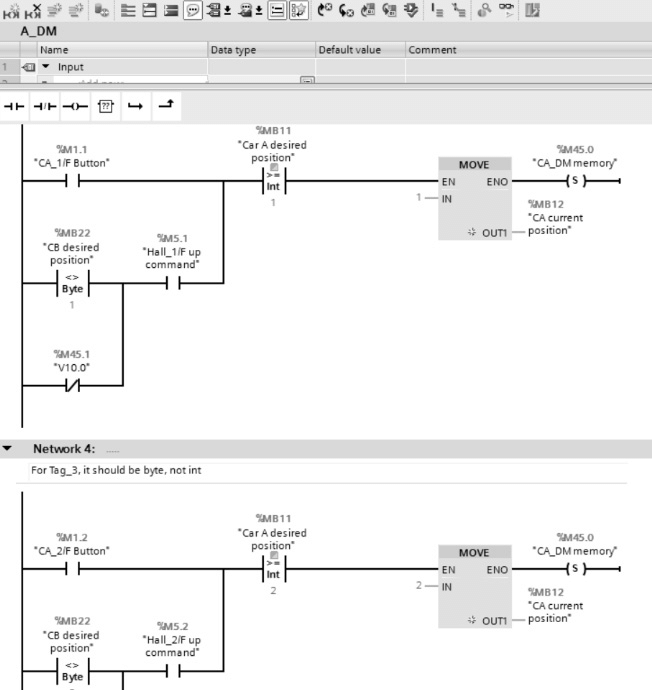 A_DM
Name Data type Default value Comment
1 Input
%M1.1
"CA_1/F Button"
%MB11
"Car A desired
position"
>=
Int
1
MOVE
EN ENO
1 IN
OUT1
%M45.0
"CA_DM memory"
S
%MB12
"CA current
position"
%MB22
"CB desired
position"
<>
Byte
1
%M5.1
"Hall_1/F up
command"
%M45.1
"V10.0"
Network 4: .....
For Tag_3, it should be byte, not int
%M1.2
"CA_2/F Button"
%MB11
"Car A desired
position"
>=
Int
2
MOVE
EN ENO
2 IN
OUT1
%M45.0
"CA_DM memory"
S
%MB12
"CA current
position"
%MB22
"CB desired
position"
<>
Byte
%M5.2
"Hall_2/F up
command"